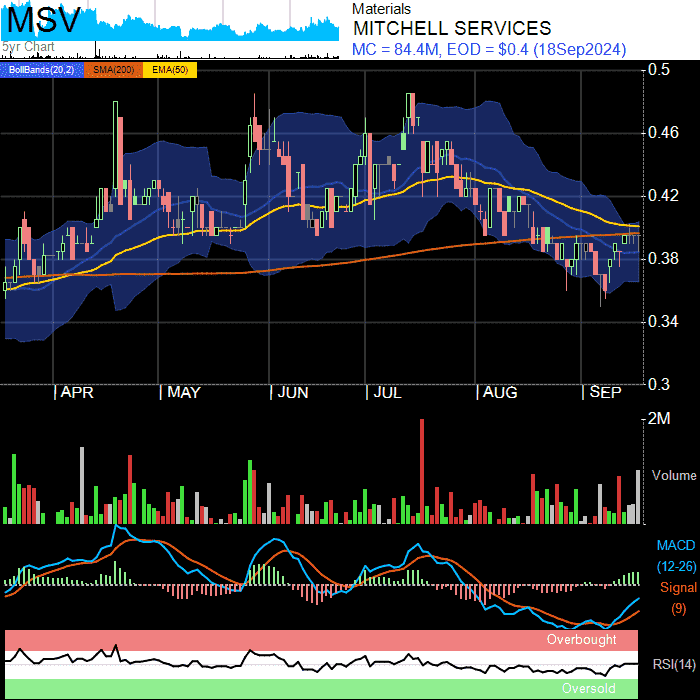 MSV
5yr Chart
Materials
MITCHELL SERVICES
MC = 84.4M, EOD = $0.4 (18Sep2024)
BollBands(20,2) SMA(200) EMA(50)
0.5
0.46
0.42
0.38
0.34
0.3
APR MAY JUN JUL AUG SEP
2M
Volume
MACD
(12-26)
Signal
(9)
Overbought
RSI(14)
Oversold